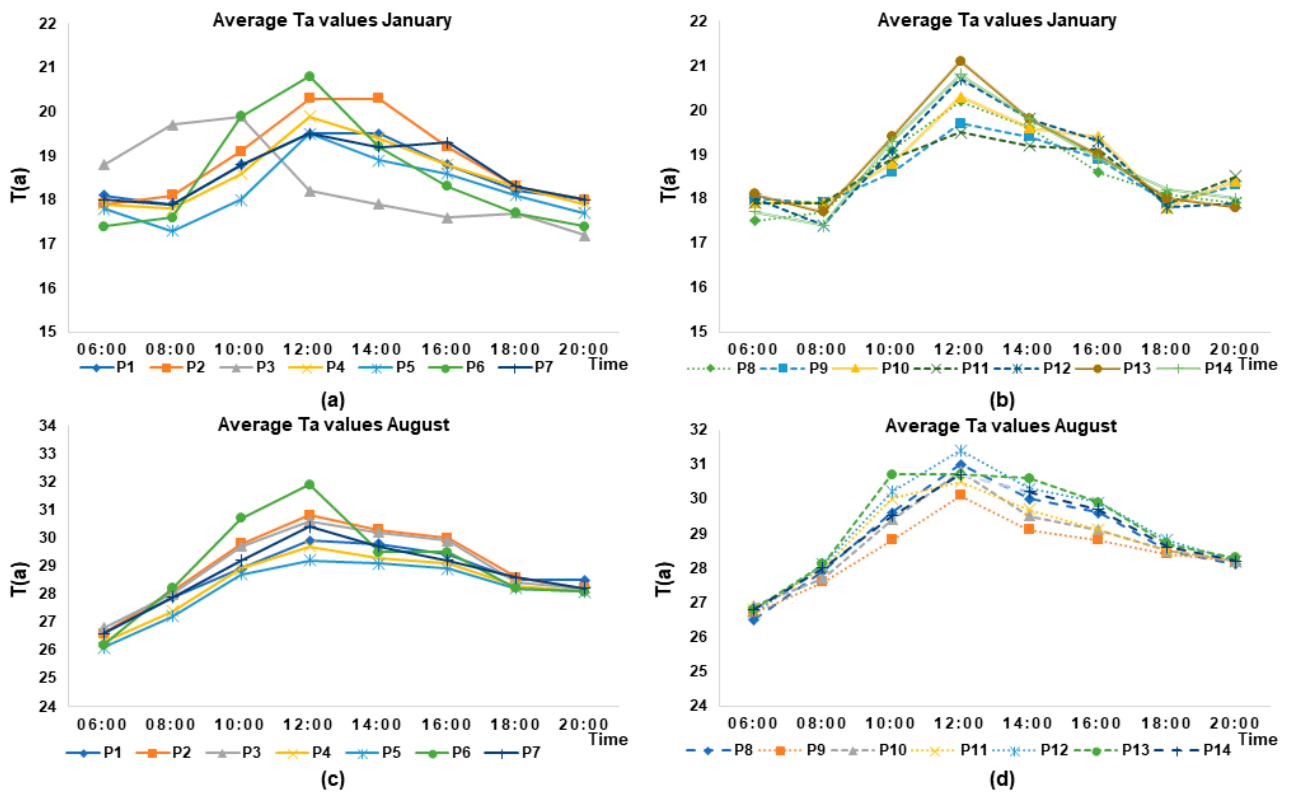 Average Ta values January
22
21
20
19
18
17
16
15
T(a)
06:00 08:00 10:00 12:00 14:00 16:00 18:00 20:00
Time
P1 P2 P3 P4 P5 P6 P7
(a)
Average Ta values January
22
21
20
19
18
17
16
15
T(a)
06:00 08:00 10:00 12:00 14:00 16:00 18:00 20:00
Time
P8 P9 P10 P11 P12 P13 P14
(b)
Average Ta values August
34
33
32
31
30
29
28
27
26
25
24
T(a)
06:00 08:00 10:00 12:00 14:00 16:00 18:00 20:00
Time
P1 P2 P3 P4 P5 P6 P7
(c)
Average Ta values August
32
31
30
29
28
27
26
25
24
T(a)
06:00 08:00 10:00 12:00 14:00 16:00 18:00 20:00
Time
P8 P9 P10 P11 P12 P13 P14
(d)